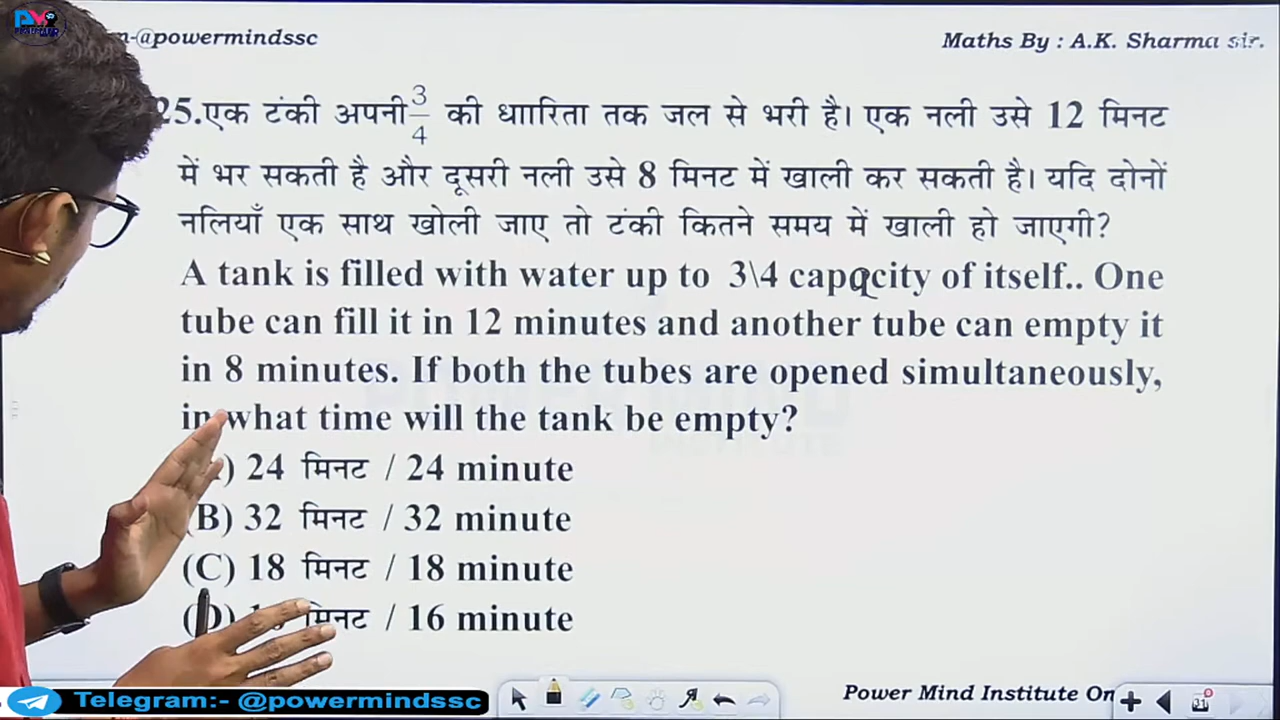 @powermindssc
Maths By : A.K. Sharma sir.
25.एक टंकी अपनी 3/4 की धाारिता तक जल से भरी है। एक नली उसे 12 मिनट
में भर सकती है और दूसरी नली उसे 8 मिनट में खाली कर सकती है। यदि दोनों
नलियाँ एक साथ खोली जाए तो टंकी कितने समय में खाली हो जाएगी?
A tank is filled with water up to 3\4 capacity of itself.. One
tube can fill it in 12 minutes and another tube can empty it
in 8 minutes. If both the tubes are opened simultaneously,
in what time will the tank be empty?
) 24 मिनट / 24 minute
(B) 32 मिनट / 32 minute
(C) 18 मिनट / 18 minute
(D) मिनट / 16 minute
Telegram:- @powermindssc
Power Mind Institute On
31